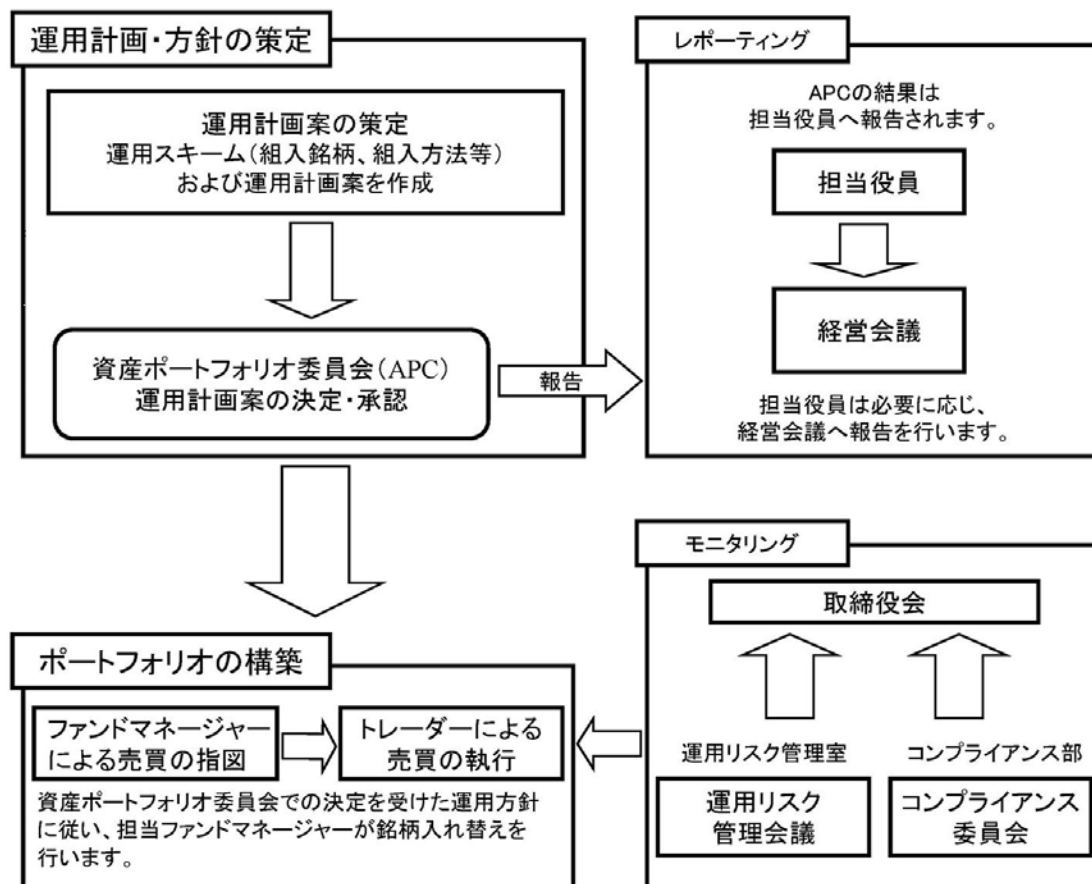 運用計画・方針の策定
運用計画案の策定
運用スキーム（組入銘柄、組入方法等）
および運用計画案を作成
資産ポートフォリオ委員会（APC）
運用計画案の決定・承認
報告
レポーティング
APCの結果は
担当役員へ報告されます。
担当役員
経営会議
担当役員は必要に応じ、
経営会議へ報告を行います。
ポートフォリオの構築
ファンドマネージャー
による売買の指図
トレーダーによる
売買の執行
資産ポートフォリオ委員会での決定を受けた運用方針
に従い、担当ファンドマネージャーが銘柄入れ替えを
行います。
モニタリング
取締役会
運用リスク管理室
コンプライアンス部
運用リスク
管理会議
コンプライアンス
委員会